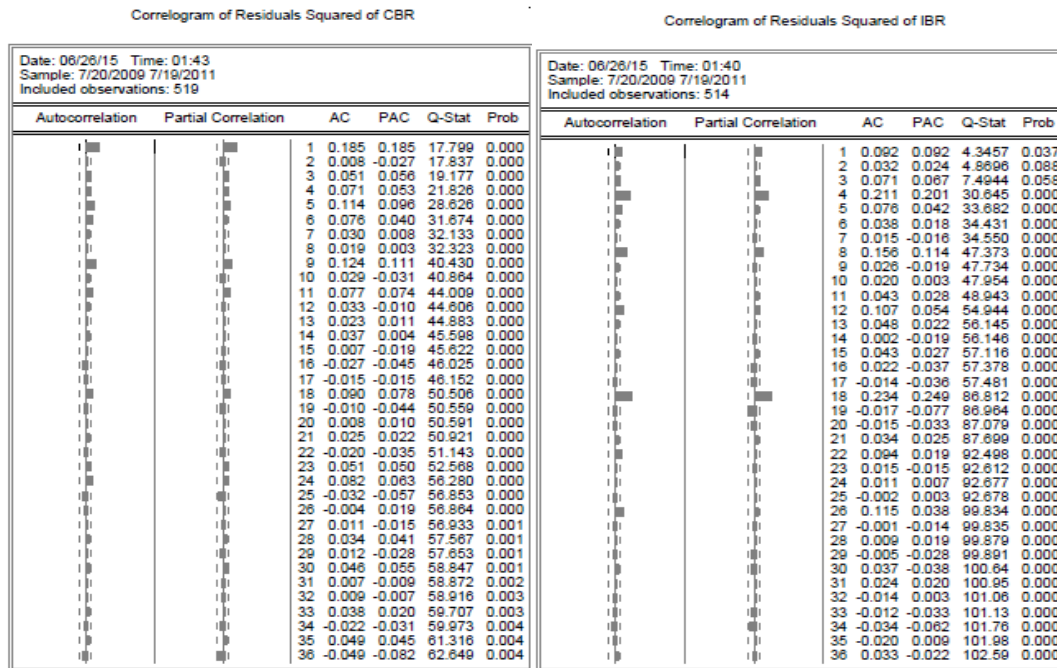 Correlogram of Residuals Squared of CBR
Date: 06/26/15 Time: 01:43
Sample: 7/20/2009 7/19/2011
Included observations: 519
Autocorrelation Partial Correlation AC PAC Q-Stat Prob
1 0.185 0.185 17.799 0.000
2 0.008 -0.027 17.837 0.000
3 0.051 0.056 19.177 0.000
4 0.071 0.053 21.826 0.000
5 0.114 0.096 28.626 0.000
6 0.076 0.040 31.674 0.000
7 0.030 0.008 32.133 0.000
8 0.019 0.003 32.323 0.000
9 0.124 0.111 40.430 0.000
10 0.029 -0.031 40.864 0.000
11 0.077 0.074 44.009 0.000
12 0.033 -0.010 44.606 0.000
13 0.023 0.011 44.883 0.000
14 0.037 0.004 45.598 0.000
15 0.007 -0.019 45.622 0.000
16 -0.027 -0.045 46.025 0.000
17 -0.015 -0.015 46.152 0.000
18 0.090 0.078 50.506 0.000
19 -0.010 -0.044 50.559 0.000
20 0.008 0.010 50.591 0.000
21 0.025 0.022 50.921 0.000
22 -0.020 -0.035 51.143 0.000
23 0.051 0.050 52.568 0.000
24 0.082 0.063 56.280 0.000
25 -0.032 -0.057 56.853 0.000
26 -0.004 0.019 56.864 0.000
27 0.011 -0.015 56.933 0.001
28 0.034 0.041 57.567 0.001
29 0.012 -0.028 57.653 0.001
30 0.046 0.055 58.847 0.001
31 0.007 -0.009 58.872 0.002
32 0.009 -0.007 58.916 0.003
33 0.038 0.020 59.707 0.003
34 -0.022 -0.031 59.973 0.004
35 0.049 0.045 61.316 0.004
36 -0.049 -0.082 62.649 0.004
Correlogram of Residuals Squared of IBR
Date: 06/26/15 Time: 01:40
Sample: 7/20/2009 7/19/2011
Included observations: 514
Autocorrelation Partial Correlation AC PAC Q-Stat Prob
1 0.092 0.092 4.3457 0.037
2 0.032 0.024 4.8696 0.088
3 0.071 0.067 7.4944 0.058
4 0.211 0.201 30.645 0.000
5 0.076 0.042 33.682 0.000
6 0.038 0.018 34.431 0.000
7 0.015 -0.016 34.550 0.000
8 0.156 0.114 47.373 0.000
9 0.026 -0.019 47.734 0.000
10 0.020 0.003 47.954 0.000
11 0.043 0.028 48.943 0.000
12 0.107 0.054 54.944 0.000
13 0.048 0.022 56.145 0.000
14 0.002 -0.019 56.146 0.000
15 0.043 0.027 57.116 0.000
16 0.022 -0.037 57.378 0.000
17 -0.014 -0.036 57.481 0.000
18 0.234 0.249 86.812 0.000
19 -0.017 -0.077 86.964 0.000
20 -0.015 -0.033 87.079 0.000
21 0.034 0.025 87.699 0.000
22 0.094 0.019 92.498 0.000
23 0.015 -0.015 92.612 0.000
24 0.011 0.007 92.677 0.000
25 -0.002 0.003 92.678 0.000
26 0.115 0.038 99.834 0.000
27 -0.001 -0.014 99.835 0.000
28 0.009 0.019 99.879 0.000
29 -0.005 -0.028 99.891 0.000
30 0.037 -0.038 100.64 0.000
31 0.024 0.020 100.95 0.000
32 -0.014 0.003 101.06 0.000
33 -0.012 -0.033 101.13 0.000
34 -0.034 -0.062 101.76 0.000
35 -0.020 0.009 101.98 0.000
36 0.033 -0.022 102.59 0.000